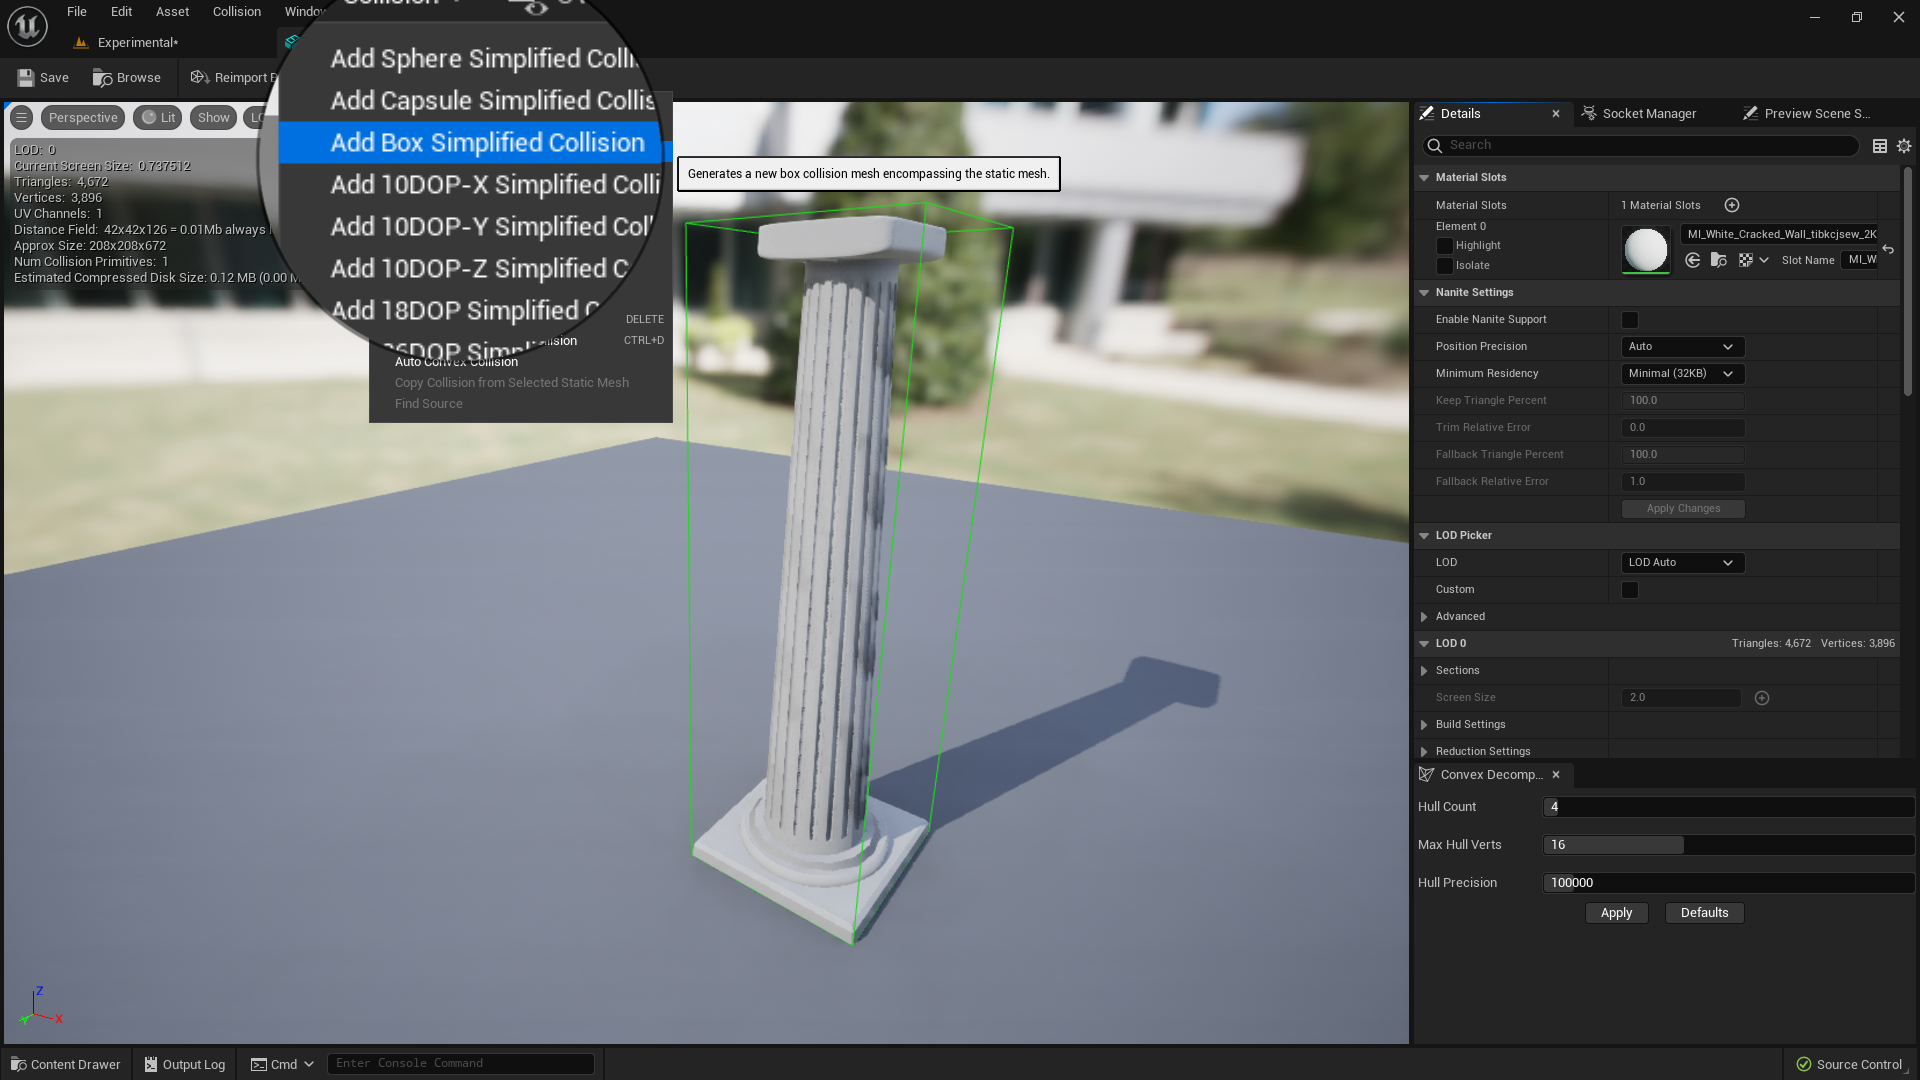 File Edit Asset Collision Window
Experimental*
Save Browse Reimport
Collision
Add Sphere Simplified
Add Capsule Simplified
Add Box Simplified Collision
Add 10DOP-X Simplified
Add 10DOP-Y Simplified
Add 10DOP-Z Simplified
Add 18DOP Simplified
DELETE
CTRL+D
Auto Convex Collision
Copy Collision from Selected Static Mesh
Find Source
Generates a new box collision mesh encompassing the static mesh.
Perspective Lit Show
LOD: 0
Current Screen Size: 0.737512
Triangles: 4,672
Vertices: 3,896
UV Channels: 1
Distance Field: 42x42x126 = 0.01Mb always
Approx Size: 208x208x672
Num Collision Primitives: 1
Estimated Compressed Disk Size: 0.12 MB (0.00
Z
X
Y
Details Socket Manager Preview Scene S...
Search
Material Slots
Material Slots 1 Material Slots
Element 0
Highlight
Isolate
MI_White_Cracked_Wall_tibkcjsew_2K
Slot Name MI_W
Nanite Settings
Enable Nanite Support
Position Precision Auto
Minimum Residency Minimal (32KB)
Keep Triangle Percent 100.0
Trim Relative Error 0.0
Fallback Triangle Percent 100.0
Fallback Relative Error 1.0
Apply Changes
LOD Picker
LOD LOD Auto
Custom
Advanced
LOD 0 Triangles: 4,672 Vertices: 3,896
Sections
Screen Size 2.0
Build Settings
Reduction Settings
Convex Decomp...
Hull Count 4
Max Hull Verts 16
Hull Precision 100000
Apply Defaults
Content Drawer Output Log Cmd Enter Console Command Source Control